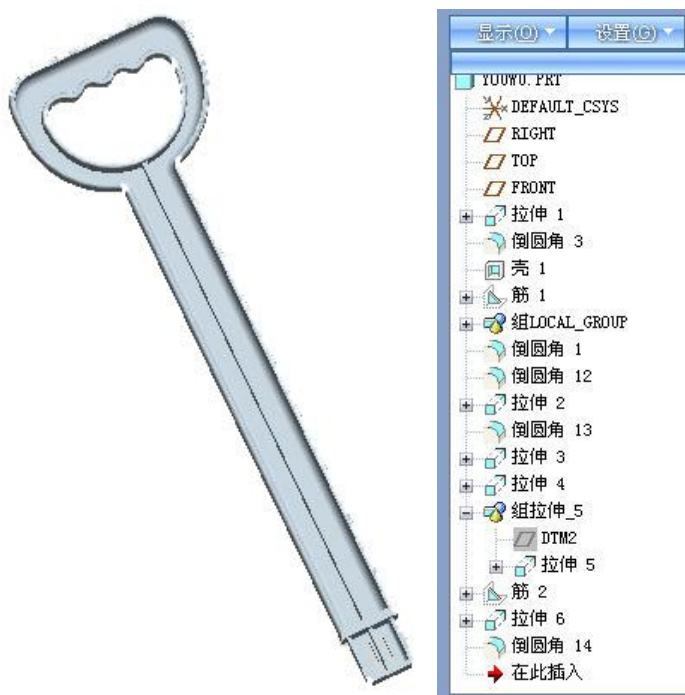 显示(O) 设置(G)
YOUWU.PRT
DEFAULT_CSYS
RIGHT
TOP
FRONT
拉伸 1
倒圆角 3
壳 1
筋 1
组LOCAL_GROUP
倒圆角 1
倒圆角 12
拉伸 2
倒圆角 13
拉伸 3
拉伸 4
组拉伸_5
DTM2
拉伸 5
筋 2
拉伸 6
倒圆角 14
在此插入